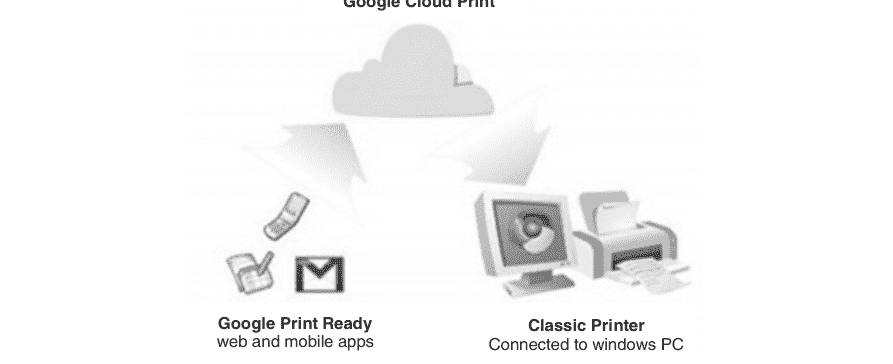 Google Cloud Print
Google Print Ready
web and mobile apps
Classic Printer
Connected to windows PC